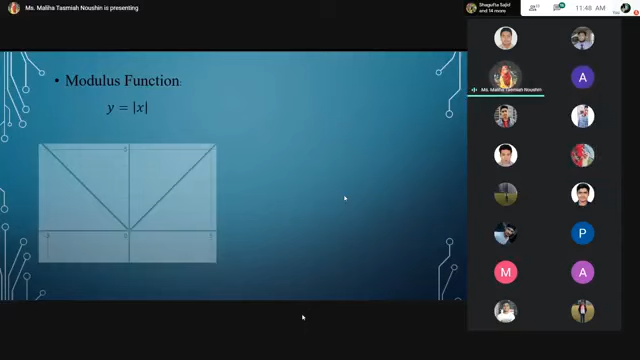 Ms. Maliha Tasmiah Noushin is presenting
Shagufta Sajid
and 14 more
11:48 AM
• Modulus Function:
y = |x|
Ms. Maliha Tasmiah Noushin
A
P
M
A